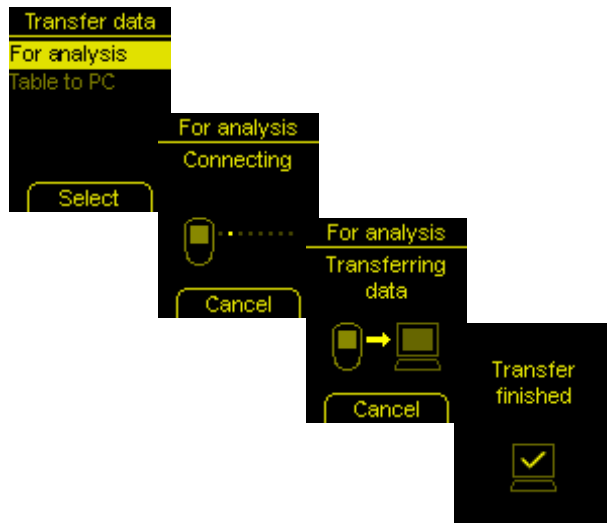 Transfer data
For analysis
Table to PC
Select
For analysis
Connecting
Cancel
For analysis
Transferring
data
Cancel
Transfer
finished